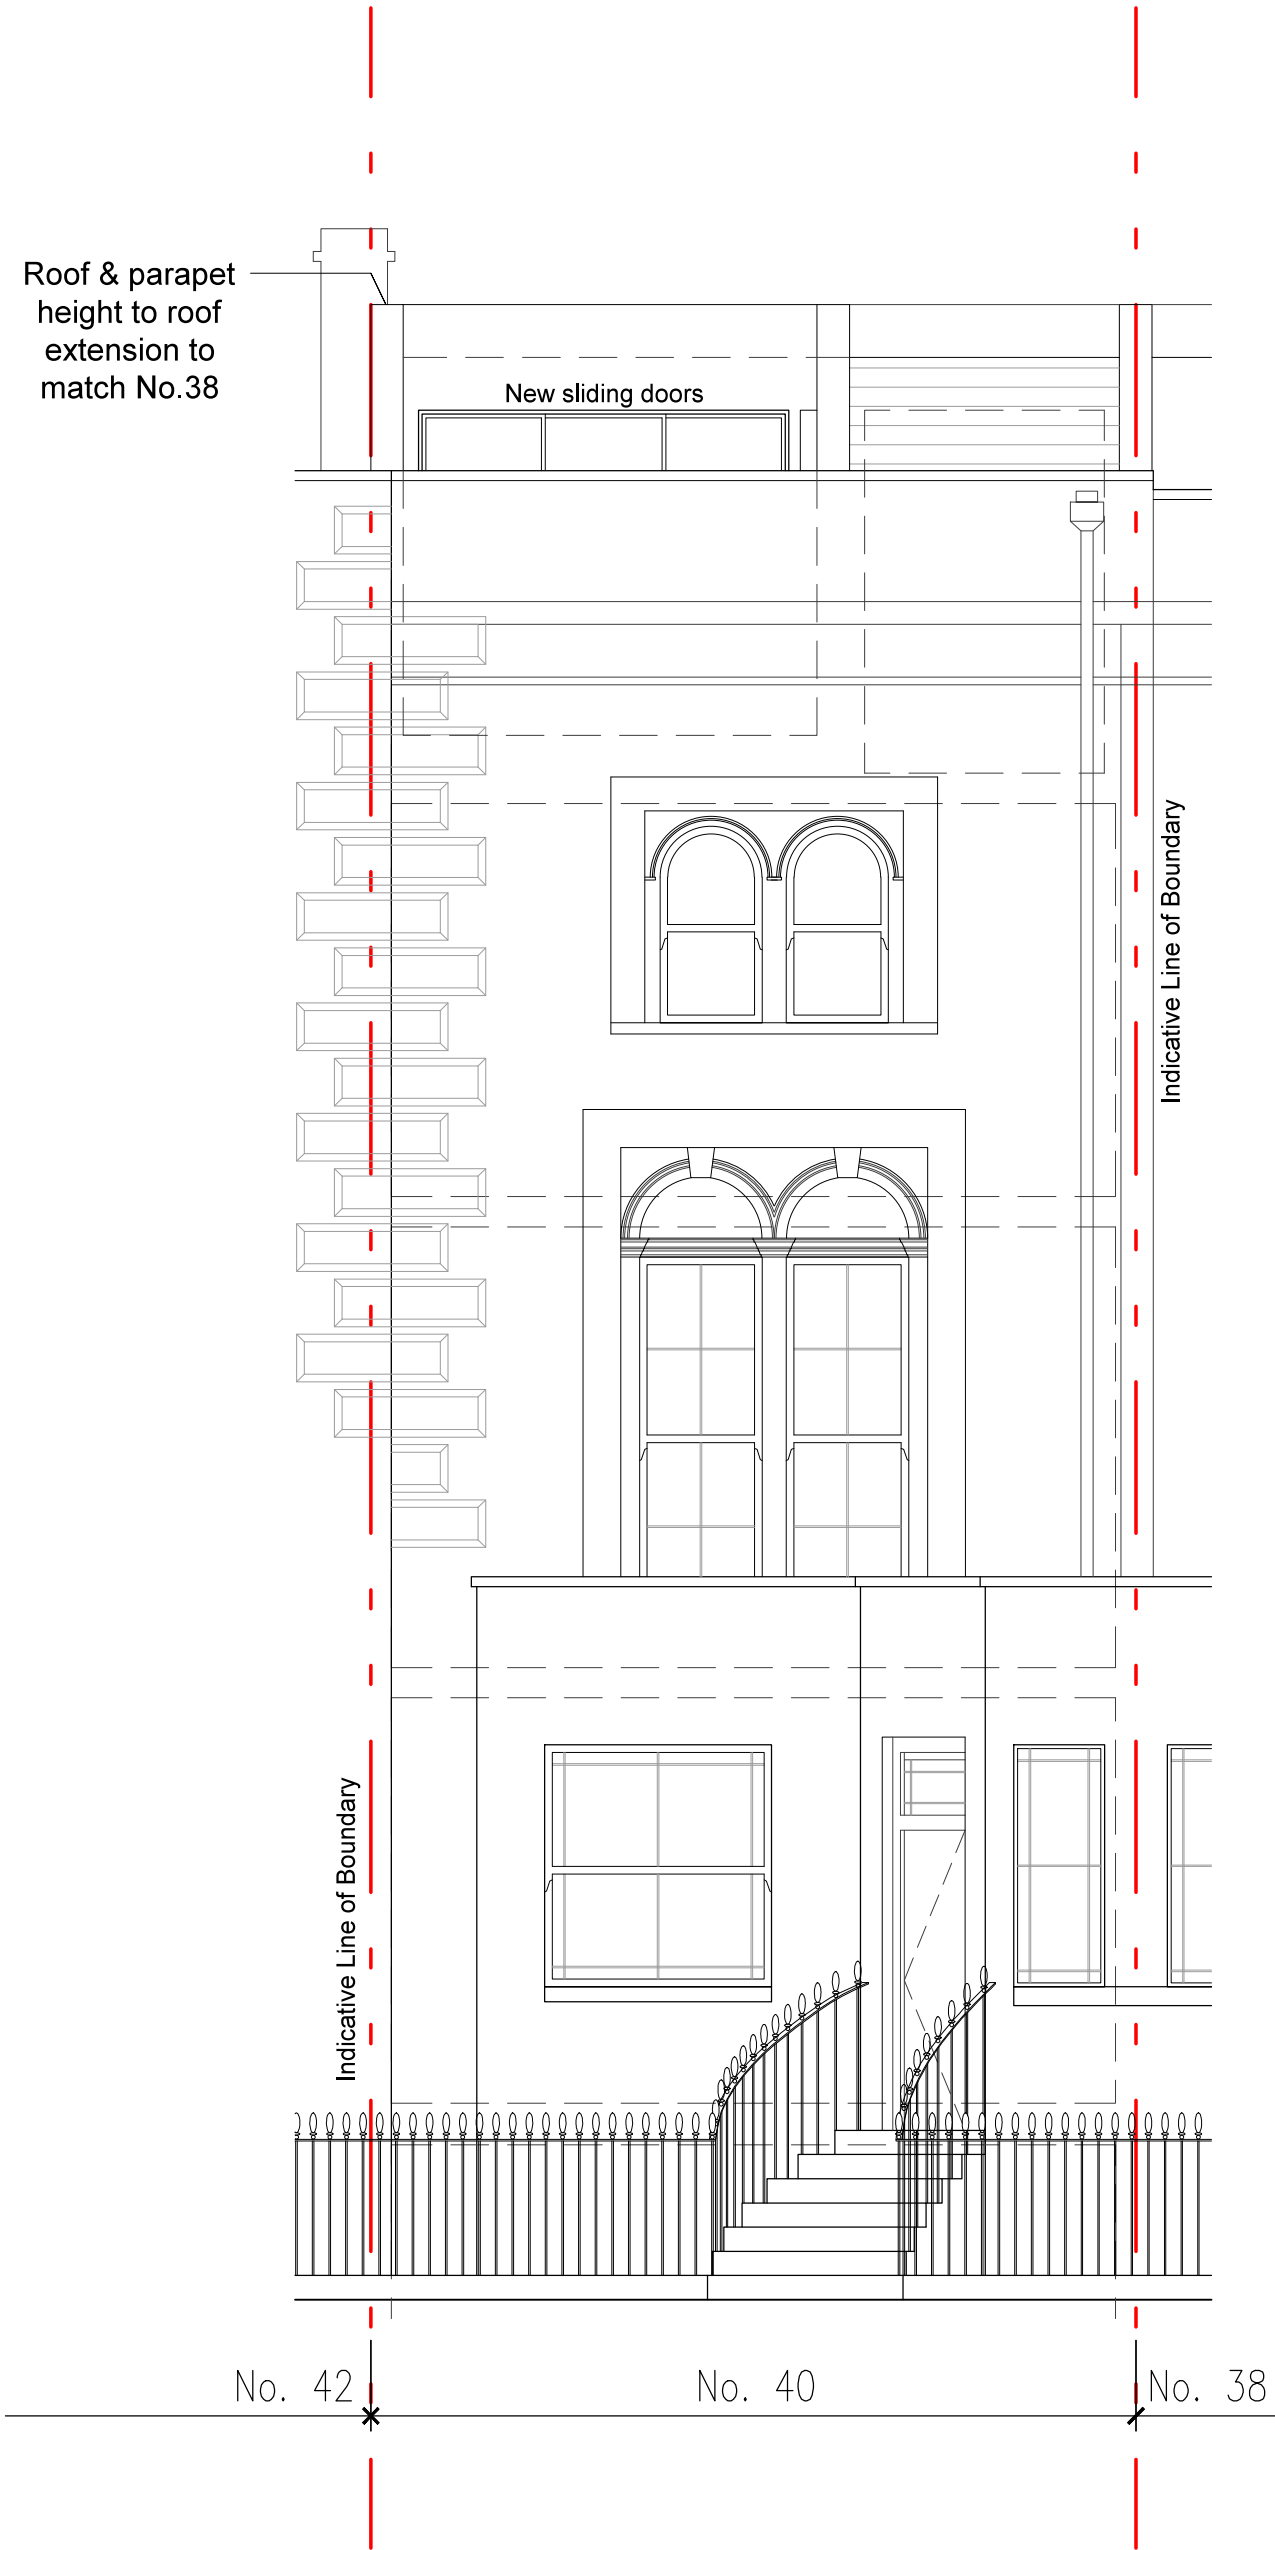 Roof & parapet
height to roof
extension to
match No.38
New sliding doors
Indicative Line of Boundary
Indicative Line of Boundary
No. 42
No. 40
No. 38